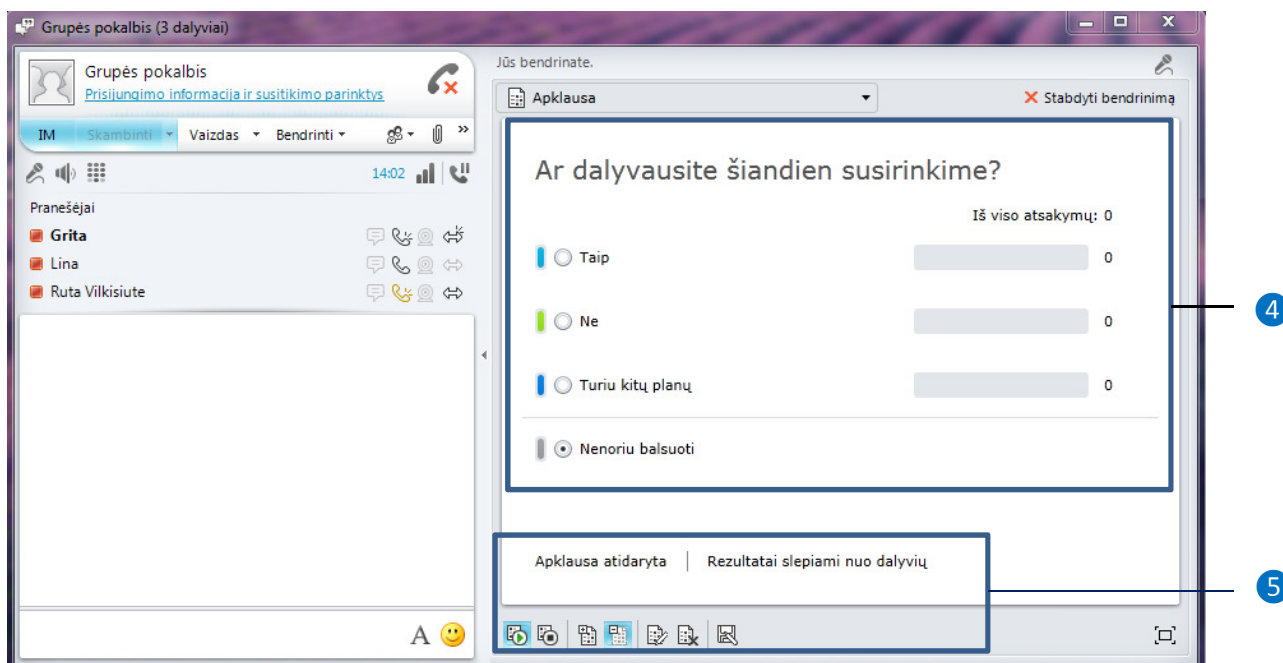 Grupės pokalbis (3 dalyviai)
Grupės pokalbis
Prisijungimo informacija ir susitikimo parinktys
IM Skambinti Vaizdas Bendrinti »
14:02
Pranešėjai
Grita
Lina
Ruta Vilkisiute
A
Jūs bendrinate.
Apklausa
Stabdyti bendrinimą
Ar dalyvausite šiandien susirinkime?
Iš viso atsakymų: 0
Taip 0
Ne 0
Turiu kitų planų 0
Nenoriu balsuoti
4
Apklausa atidaryta | Rezultatai slepiami nuo dalyvių
5